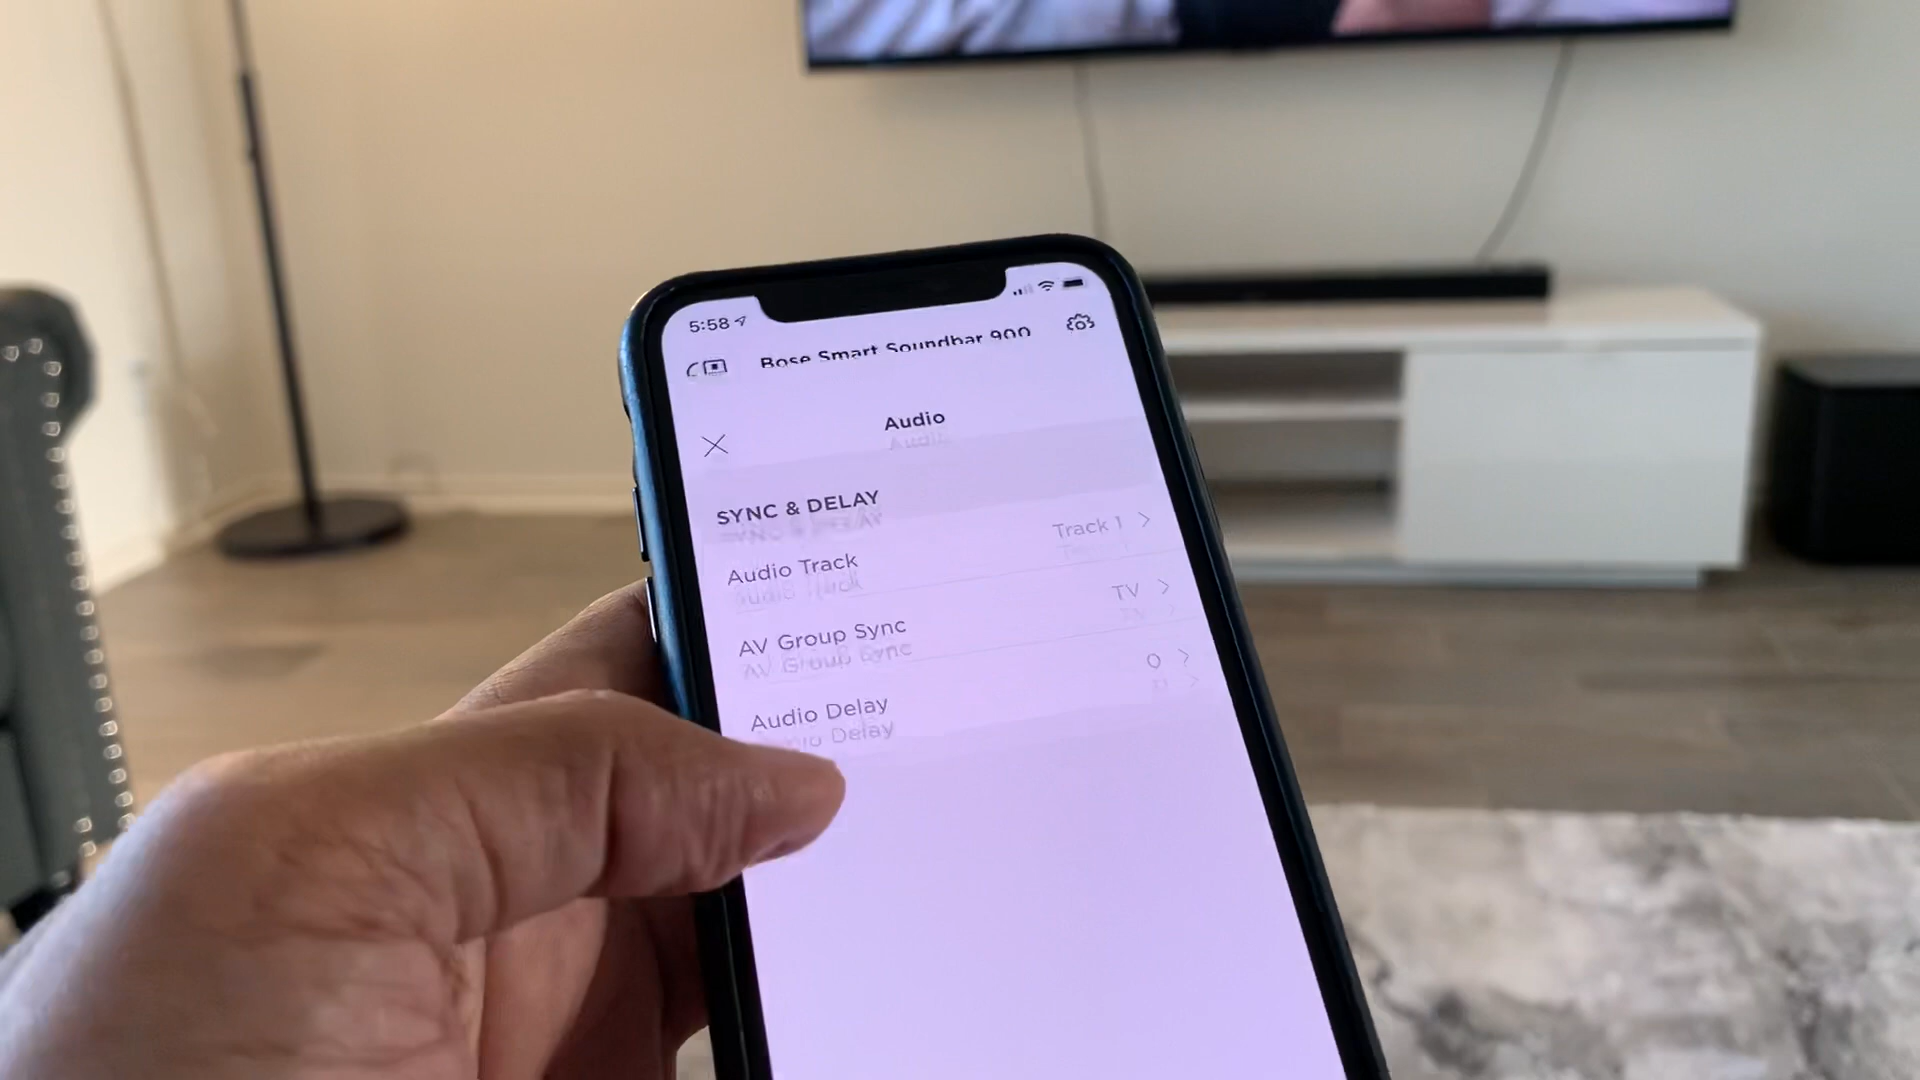 5:58
Bose Smart Soundbar 900
Audio
SYNC & DELAY
Audio Track Track 1
AV Group Sync TV
Audio Delay 0